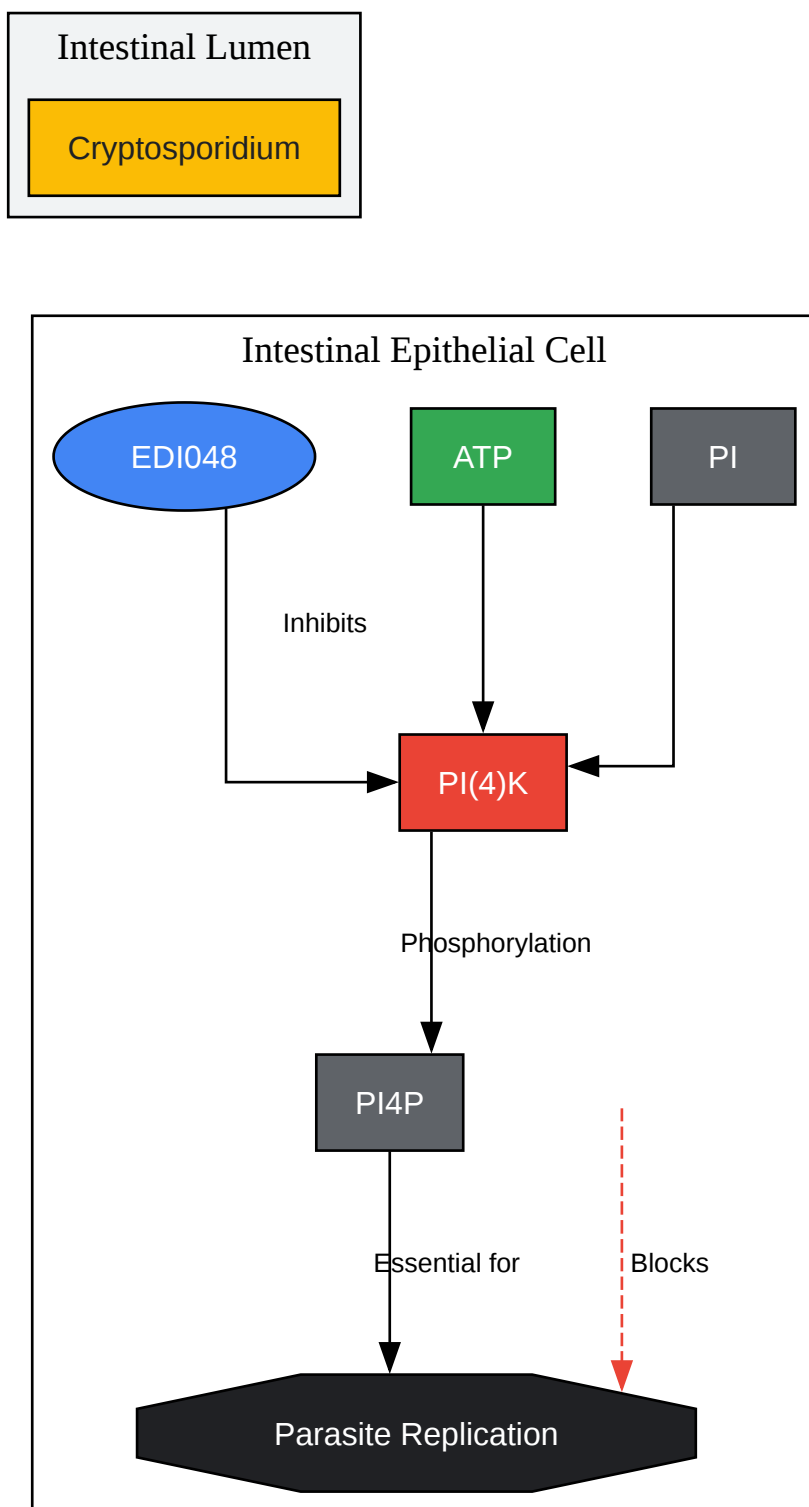 Intestinal Lumen
Cryptosporidium
Intestinal Epithelial Cell
EDI048
ATP
PI
Inhibits
PI(4)K
Phosphorylation
PI4P
Essential for
Blocks
Parasite Replication